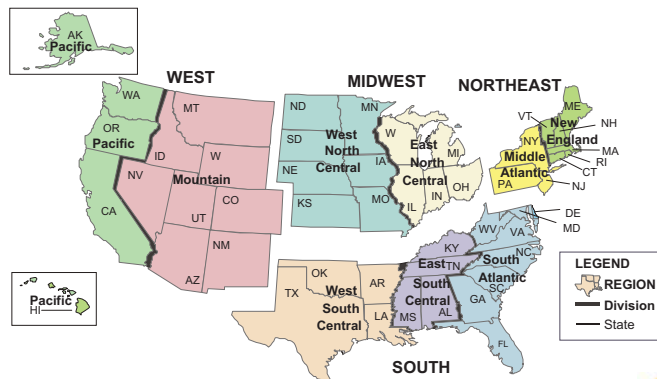 AK
Pacific
WEST
MIDWEST
NORTHEAST
WA
MT
ND
MN
VT
ME
New
NH
OR
Pacific
SD
West
North
Central
W
East
North
Central
MI
NY
England
MA
ID
W
NE
IA
Middle
Atlantic
RI
CT
NV
Mountain
PA
NJ
CA
UT
CO
KS
MO
IL
IN
OH
DE
MD
WV
VA
KY
NC
AZ
NM
OK
AR
East
TN
South
Central
South
Atlantic
SC
TX
West
South
Central
LA
MS
AL
GA
FL
Pacific
HI
SOUTH
LEGEND
REGION
Division
State